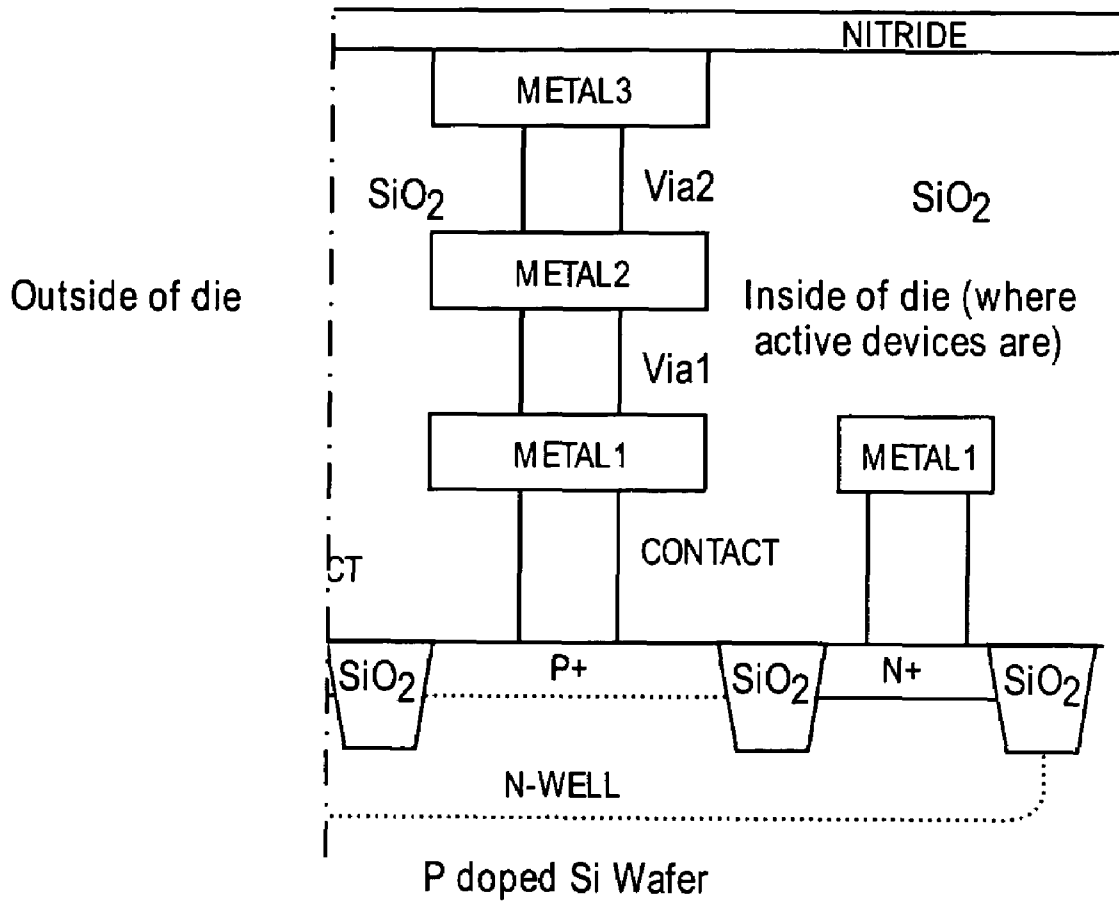 NITRIDE
METAL3
SiO2
Via2
SiO2
Outside of die
METAL2
Inside of die (where
active devices are)
Via1
METAL1
METAL1
CONTACT
CT
SiO2
P+
SiO2
N+
SiO2
N-WELL
P doped Si Wafer